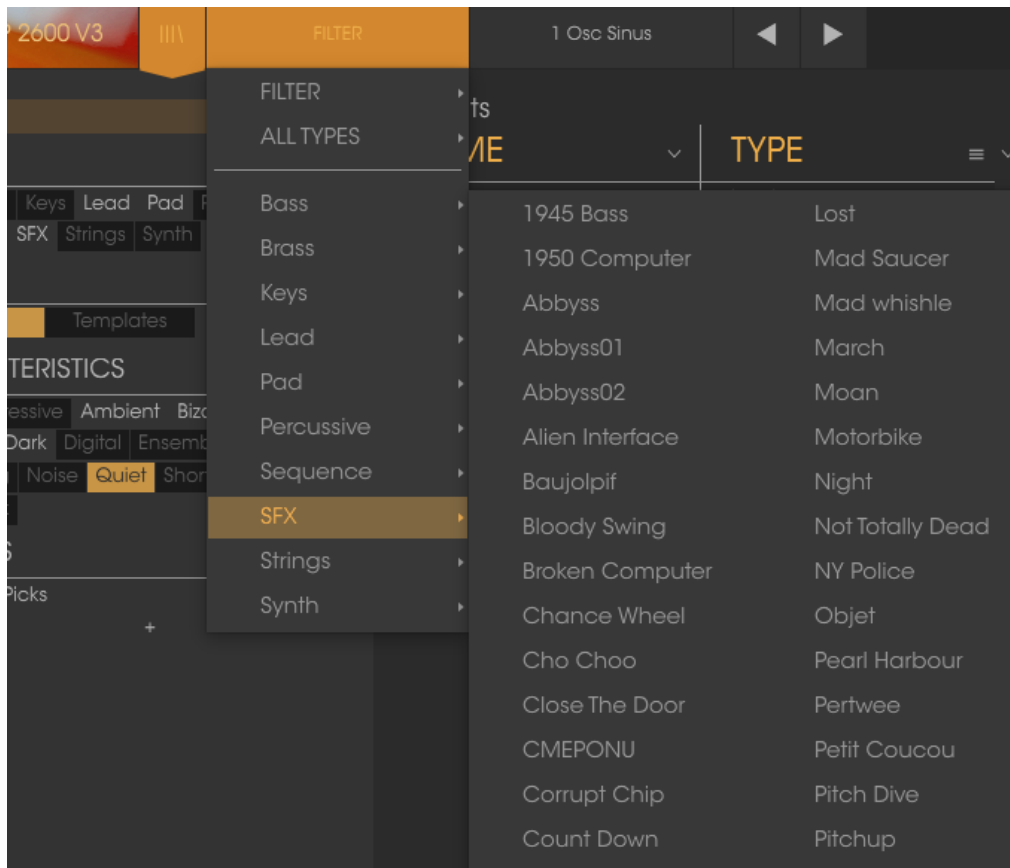 2600 V3
FILTER
1 Osc Sinus
FILTER
ALL TYPES
Bass
Brass
Keys
Lead
Pad
Percussive
Sequence
SFX
Strings
Synth
TYPE
Keys Lead Pad
SFX Strings Synth
Templates
Ambient
Dark Digital
Noise Quiet
Picks
+
1945 Bass
1950 Computer
Abbyss
Abbyss01
Abbyss02
Alien Interface
Baujolpif
Bloody Swing
Broken Computer
Chance Wheel
Cho Choo
Close The Door
CMEPONU
Corrupt Chip
Count Down
Lost
Mad Saucer
Mad whishle
March
Moan
Motorbike
Night
Not Totally Dead
NY Police
Objet
Pearl Harbour
Pertwee
Petit Coucou
Pitch Dive
Pitchup